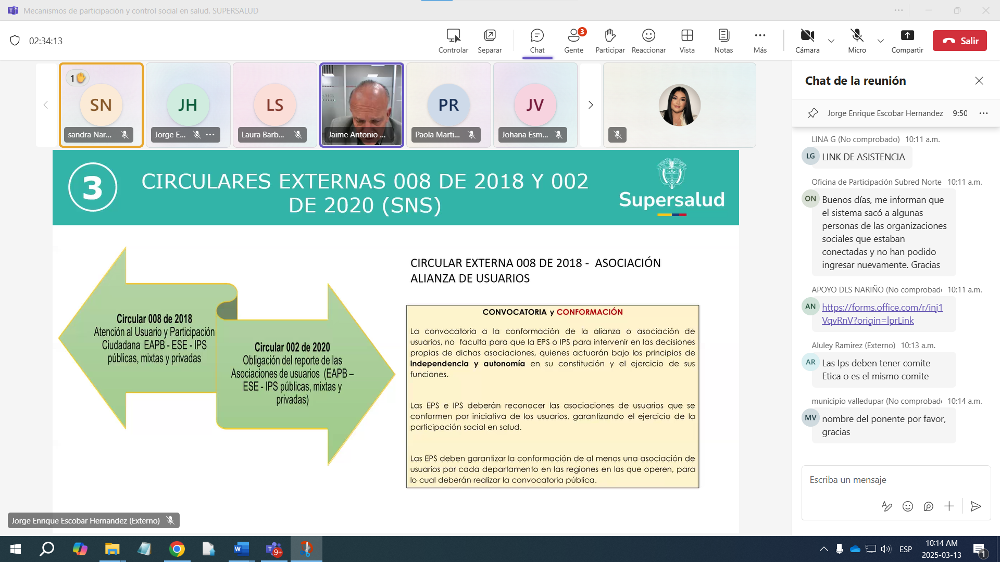 Mecanismos de participación y control social en salud. SUPERSALUD
02:34:13
Controlar
Separar
Chat
3
Gente
Participar
Reaccionar
Vista
Notas
Más
Cámara
Micro
Compartir
Salir
1
SN
sandra Nar...
JH
Jorge E...
LS
Laura Barb...
Jaime Antonio ...
PR
Paola Marti...
JV
Johana Esm...
3
CIRCULARES EXTERNAS 008 DE 2018 Y 002
DE 2020 (SNS)
Supersalud
Circular 008 de 2018
Atención al Usuario y Participación
Ciudadana EAPB - ESE - IPS
públicas, mixtas y privadas
Circular 002 de 2020
Obligación del reporte de las
Asociaciones de usuarios (EAPB –
ESE - IPS públicas, mixtas y
privadas)
CIRCULAR EXTERNA 008 DE 2018 - ASOCIACIÓN
ALIANZA DE USUARIOS
CONVOCATORIA y CONFORMACIÓN
La convocatoria a la conformación de la alianza o asociación de
usuarios, no faculta para que la EPS o IPS para intervenir en las decisiones
propias de dichas asociaciones, quienes actuarán bajo los principios de
independencia y autonomía en su constitución y el ejercicio de sus
funciones.
Las EPS e IPS deberán reconocer las asociaciones de usuarios que se
conformen por iniciativa de los usuarios, garantizando el ejercicio de la
participación social en salud.
Las EPS deben garantizar la conformación de al menos una asociación de
usuarios por cada departamento en las regiones en las que operen, para
lo cual deberán realizar la convocatoria pública.
Jorge Enrique Escobar Hernandez (Externo)
Chat de la reunión
Jorge Enrique Escobar Hernandez 9:50
LINA G (No comprobado) 10:11 a.m.
LG
LINK DE ASISTENCIA
Oficina de Participación Subred Norte 10:11 a.m.
ON
Buenos días, me informan que
el sistema sacó a algunas
personas de las organizaciones
sociales que estaban
conectadas y no han podido
ingresar nuevamente. Gracias
APOYO DLS NARIÑO (No comprobado 10:11 a.m.
AN
https://forms.office.com/r/inj1
VqvRnV?origin=lprLink
Aluley Ramirez (Externo) 10:13 a.m.
AR
Las Ips deben tener comite
Etica o es el mismo comite
municipio valledupar (No comprobado 10:14 a.m.
MV
nombre del ponente por favor,
gracias
Escriba un mensaje
9+
ESP
10:14 AM
2025-03-13
1